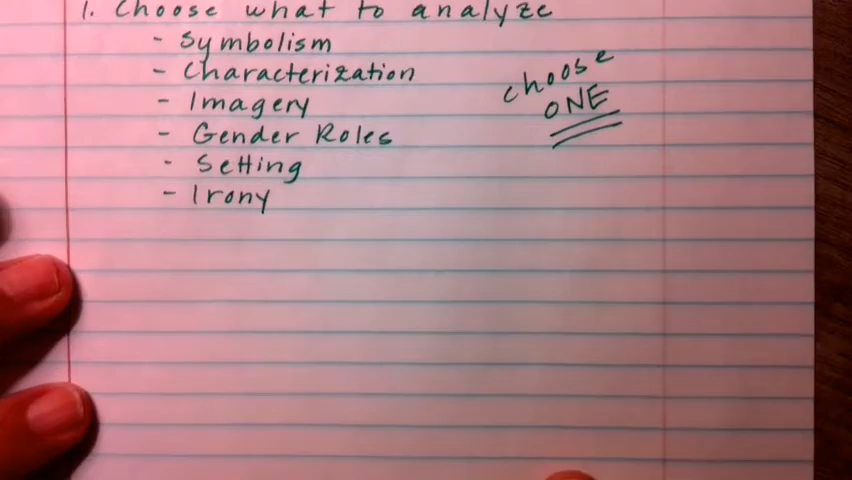 1. Choose what to analyze
- Symbolism
- Characterization
- Imagery
- Gender Roles
- Setting
- Irony
choose
ONE